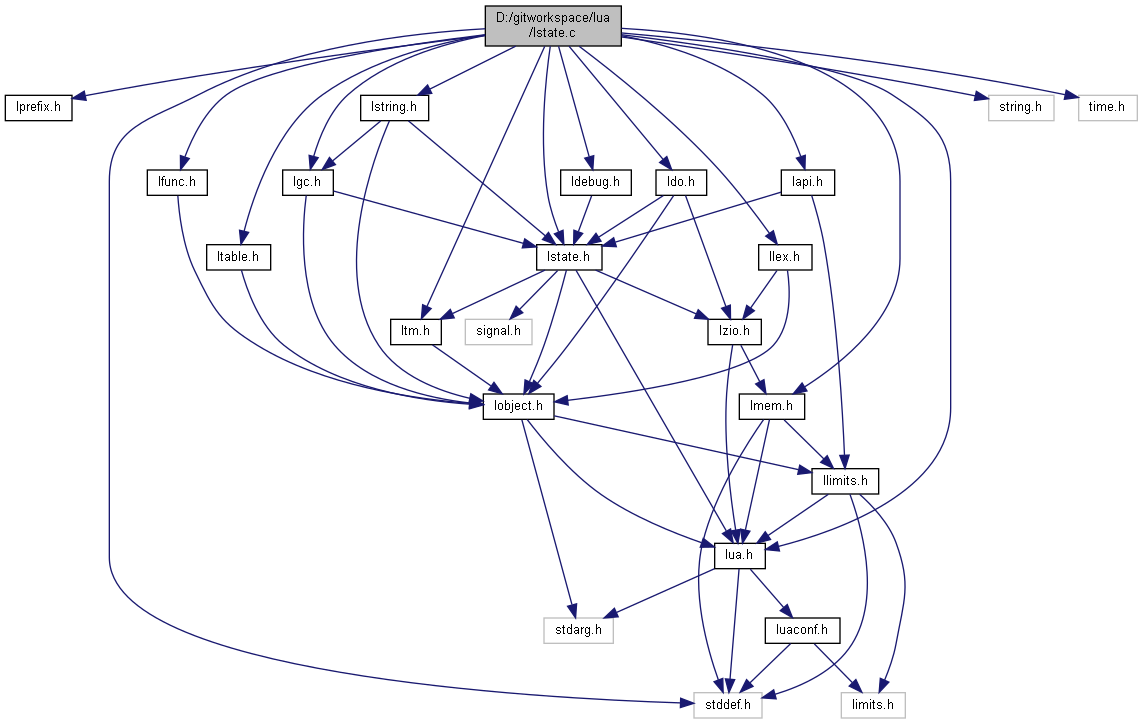 D:/gitworkspace/lua
/lstate.c
lprefix.h
lstring.h
string.h
time.h
lfunc.h
lgc.h
ldebug.h
ldo.h
lapi.h
ltable.h
lstate.h
llex.h
ltm.h
signal.h
lzio.h
lobject.h
lmem.h
llimits.h
lua.h
stdarg.h
luaconf.h
stddef.h
limits.h